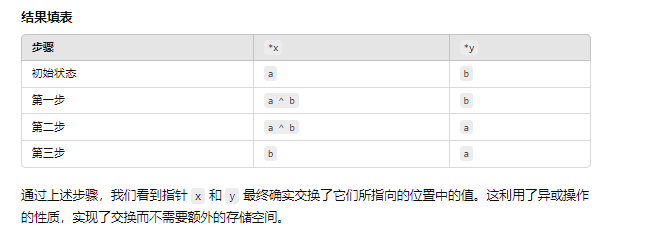 结果填表
步骤 *x *y
初始状态 a b
第一步 a ^ b b
第二步 a ^ b a
第三步 b a
通过上述步骤，我们看到指针 x 和 y 最终确实交换了它们所指向的位置中的值。这利用了异或操作
的性质，实现了交换而不需要额外的存储空间。